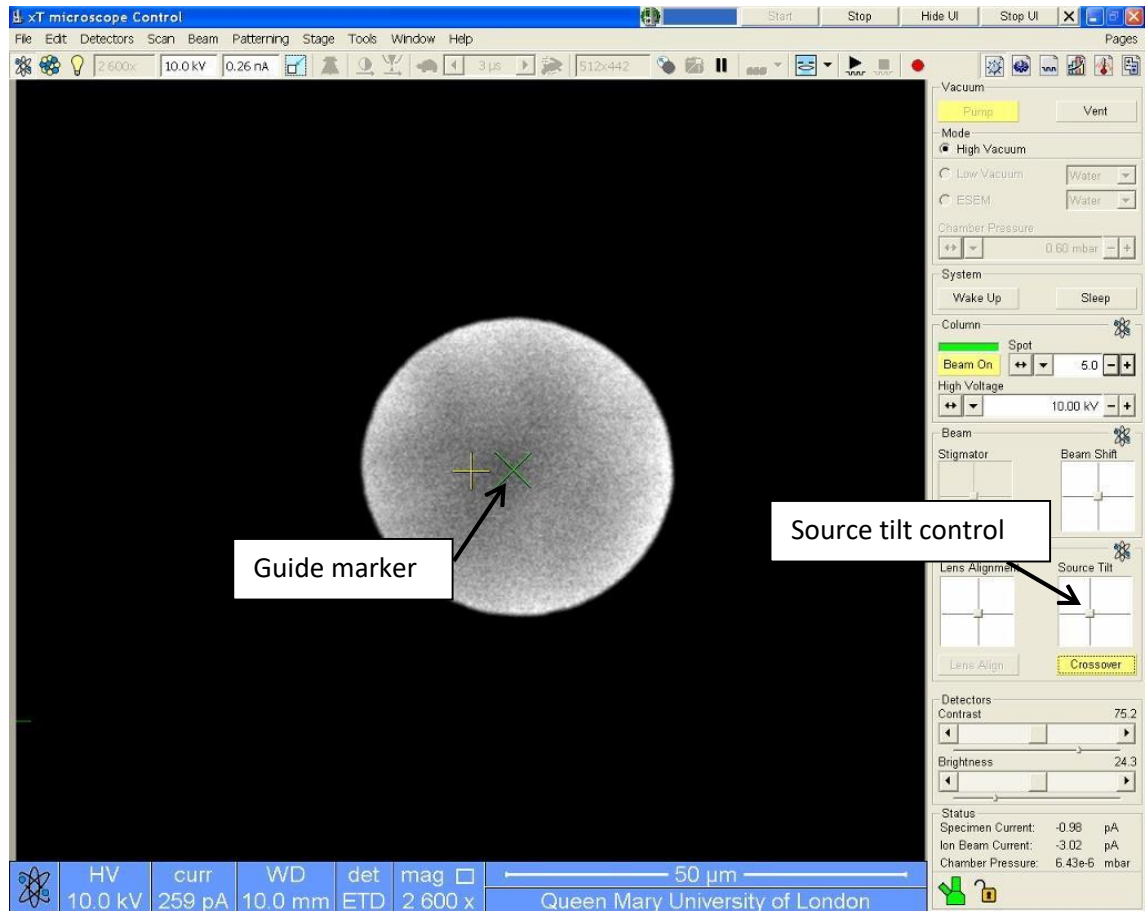 xT microscope Control
Start Stop Hide UI Stop UI
File Edit Detectors Scan Beam Patterning Stage Tools Window Help
Pages
2 600x 10.0 kV 0.26 nA 3 µs 512x442
Vacuum
Pump Vent
Mode
High Vacuum
Low Vacuum Water
ESEM Water
Chamber Pressure
0.60 mbar
System
Wake Up Sleep
Column
Spot
Beam On 5.0
High Voltage
10.00 kV
Beam
Stigmator Beam Shift
Source tilt control
Guide marker
Lens Alignment Source Tilt
Lens Align Crossover
Detectors
Contrast 75.2
Brightness 24.3
Status
Specimen Current: -0.98 pA
Ion Beam Current: -3.02 pA
Chamber Pressure: 6.43e-6 mbar
HV curr WD det mag 50 µm
10.0 kV 259 pA 10.0 mm ETD 2 600 x Queen Mary University of London